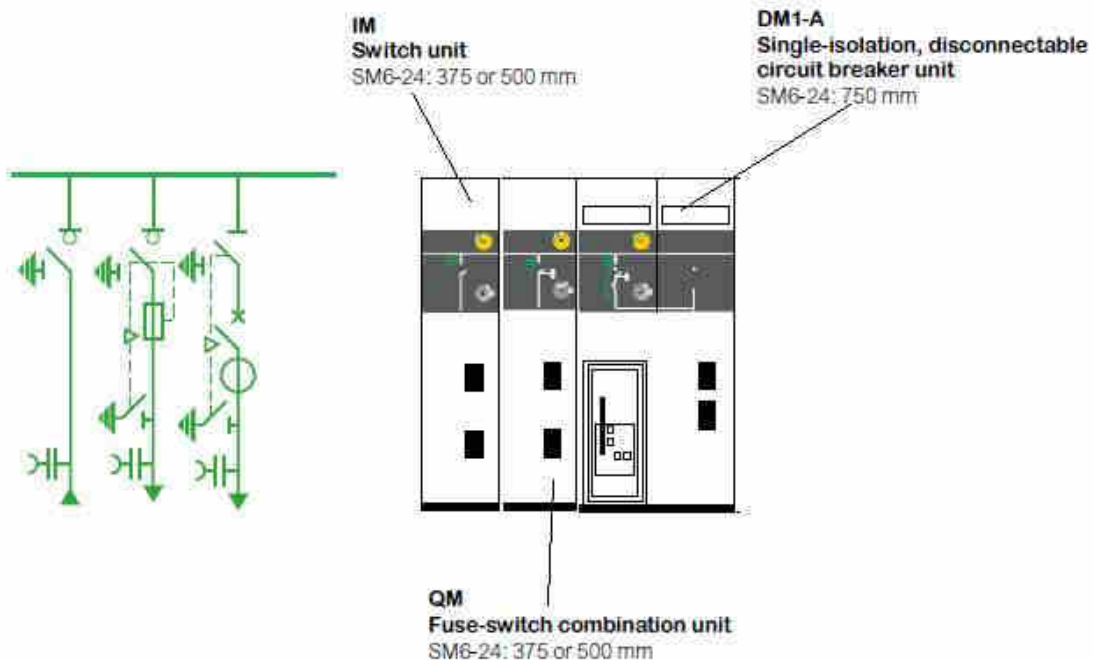 IM
Switch unit
SM6-24: 375 or 500 mm
DM1-A
Single-isolation, disconnectable
circuit breaker unit
SM6-24: 750 mm
QM
Fuse-switch combination unit
SM6-24: 375 or 500 mm